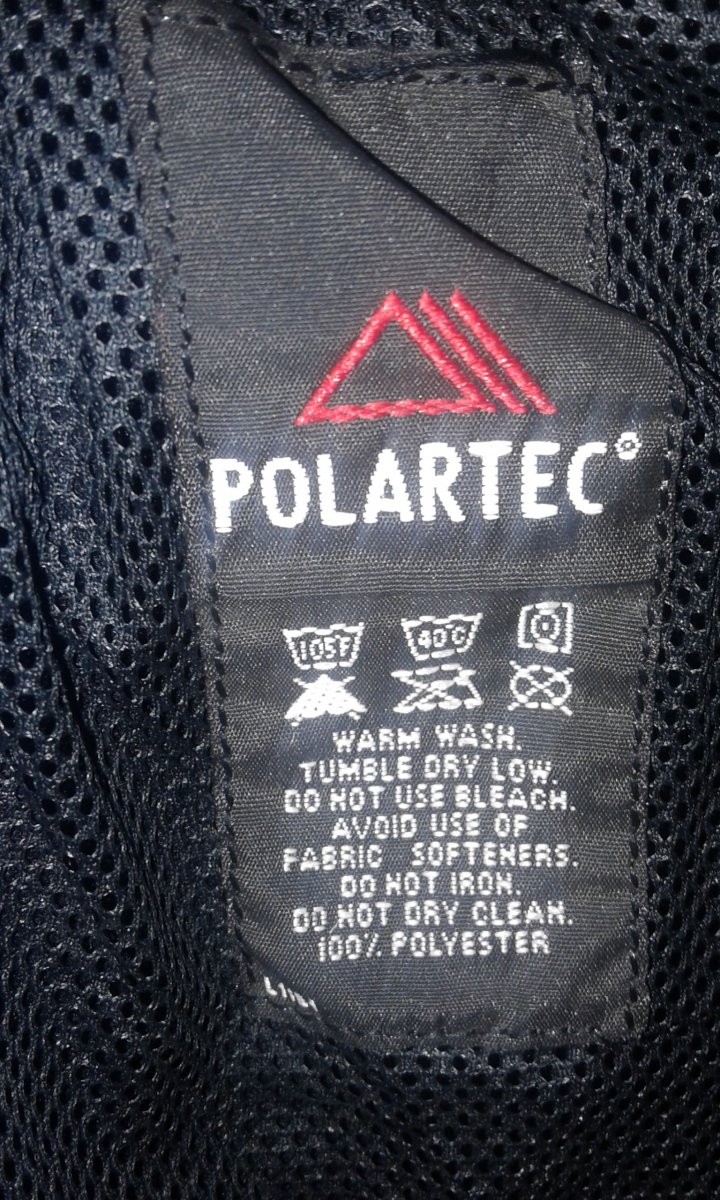 POLARTEC®
105F 40C
WARM WASH.
TUMBLE DRY LOW.
DO NOT USE BLEACH.
AVOID USE OF
FABRIC SOFTENERS.
DO NOT IRON.
DO NOT DRY CLEAN.
100% POLYESTER